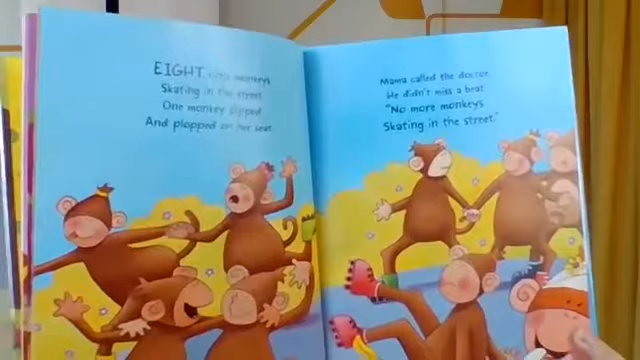 EIGHT little monkeys
Skating in the street
One monkey slipped
And plopped on her seat.
Mama called the doctor.
He didn't miss a beat
"No more monkeys
Skating in the street."